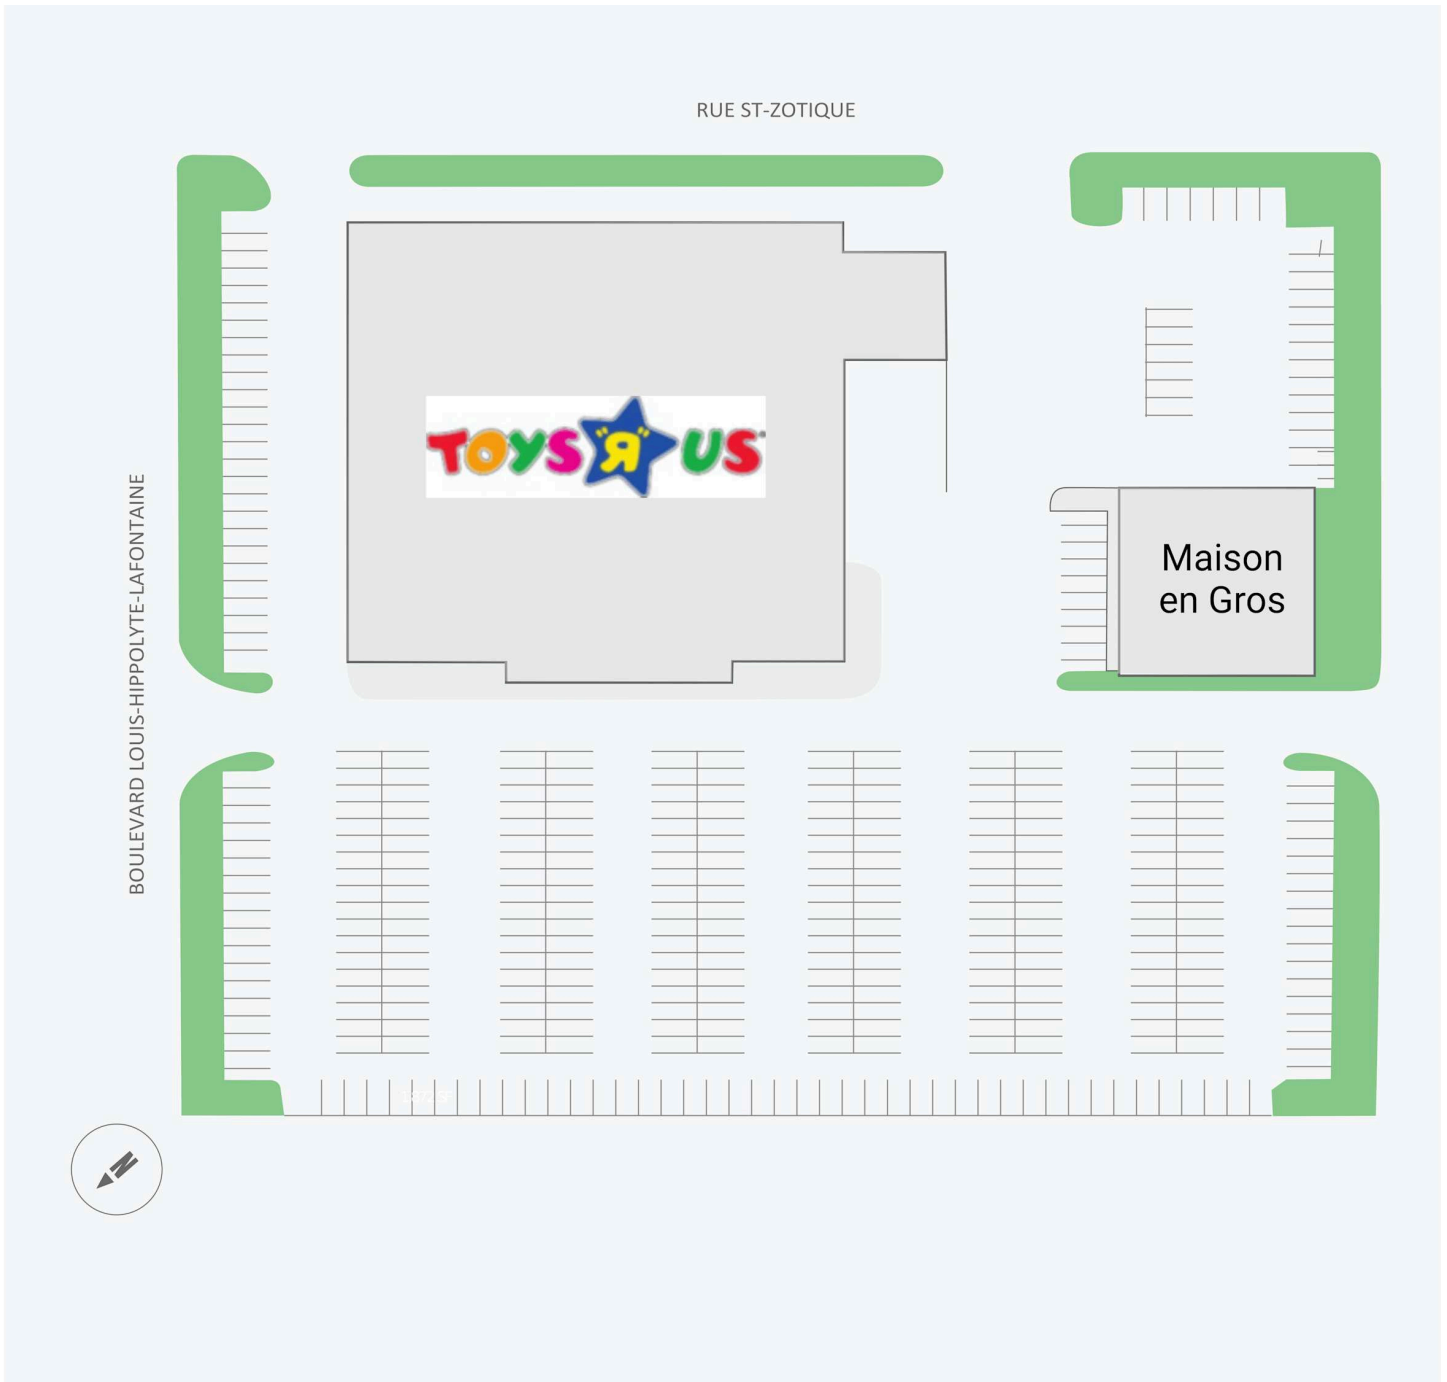 RUE ST-ZOTIQUE
TOYS "R" US
Maison
en Gros
BOULEVARD LOUIS-HIPPOLYTE-LAFONTAINE
N